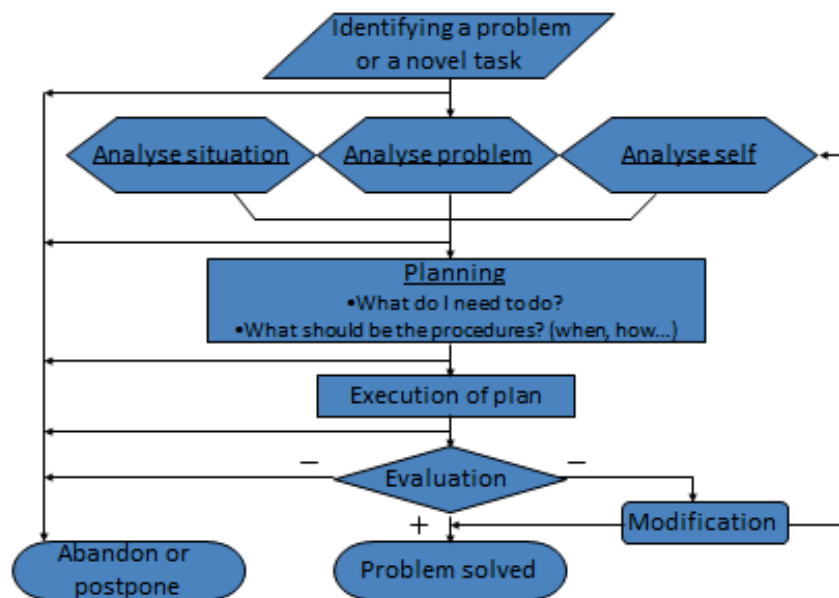 Identifying a problem
or a novel task
Analyse situation
Analyse problem
Analyse self
Planning
•What do I need to do?
•What should be the procedures? (when, how...)
Execution of plan
–
Evaluation
–
+
Modification
Abandon or
postpone
Problem solved